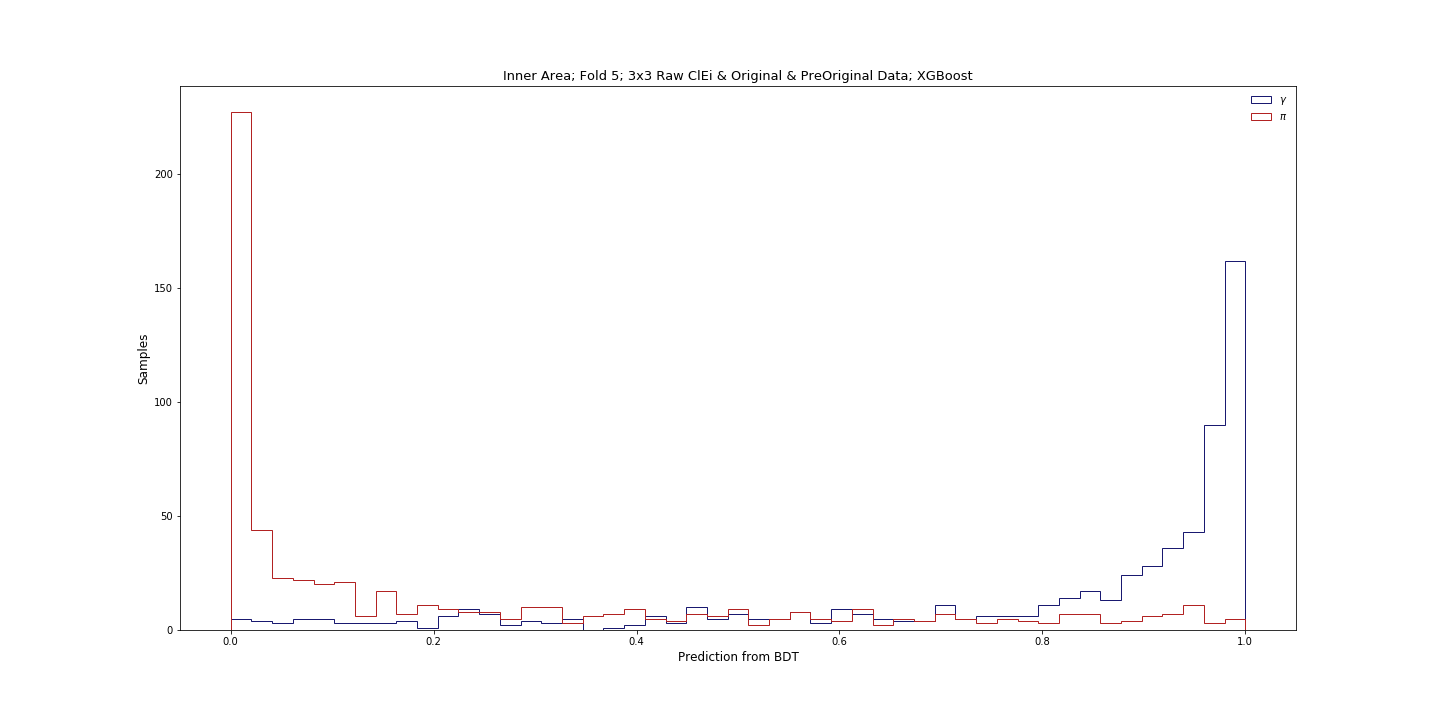 Inner Area; Fold 5; 3x3 Raw ClEi & Original & PreOriginal Data; XGBoost
γ
π
200
150
100
50
0
Samples
0.0 0.2 0.4 0.6 0.8 1.0
Prediction from BDT